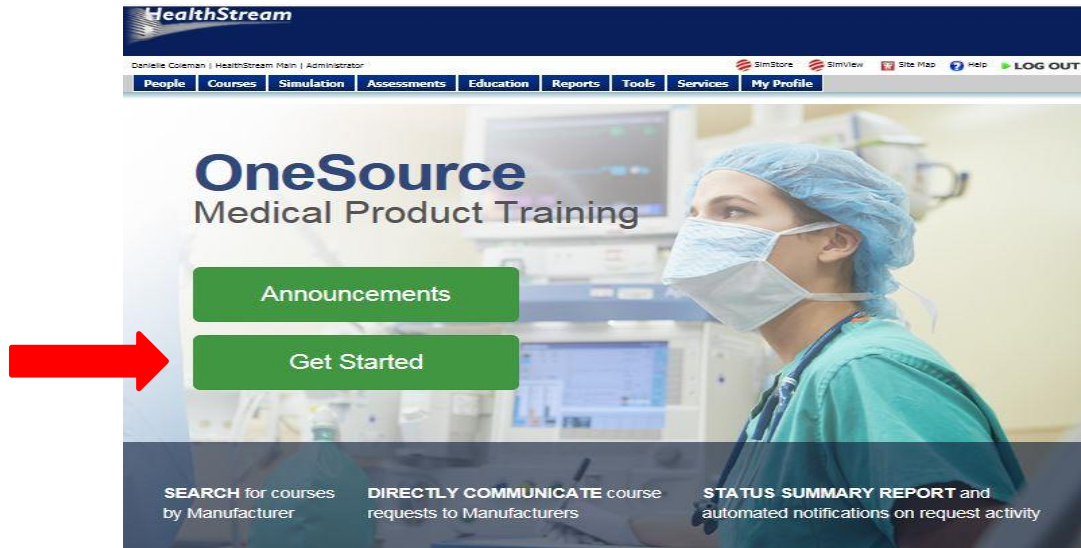 HealthStream
Danielle Coleman | HealthStream Main | Administrator
SimStore SimView Site Map Help LOG OUT
People Courses Simulation Assessments Education Reports Tools Services My Profile
OneSource
Medical Product Training
Announcements
Get Started
SEARCH for courses
by Manufacturer
DIRECTLY COMMUNICATE course
requests to Manufacturers
STATUS SUMMARY REPORT and
automated notifications on request activity